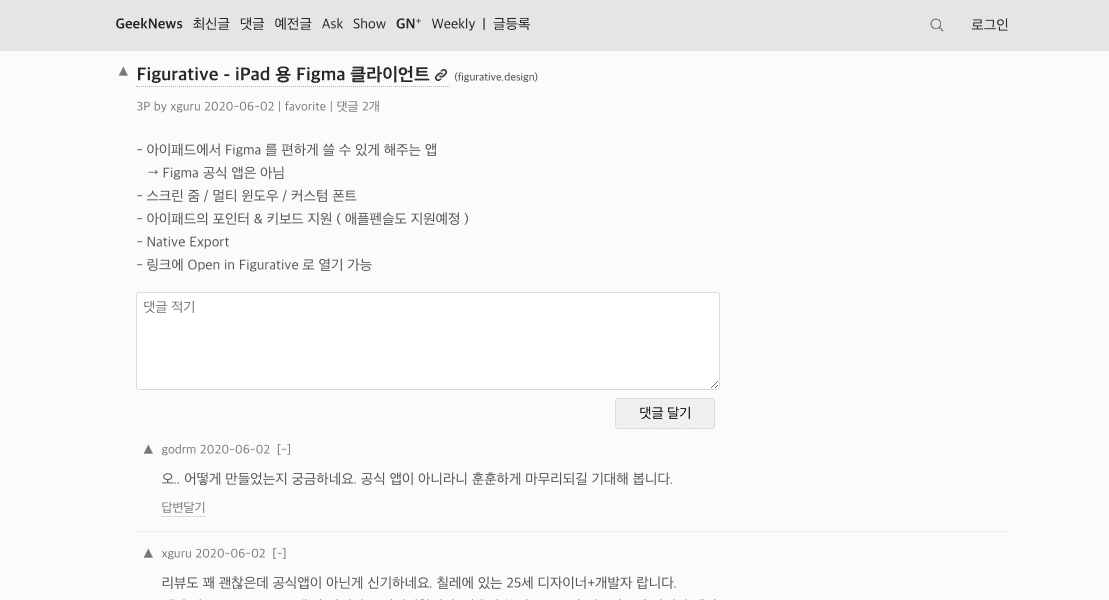 GeekNews 최신글 댓글 예전글 Ask Show GN⁺ Weekly | 글등록 로그인
▲ Figurative - iPad 용 Figma 클라이언트 (figurative.design)
3P by xguru 2020-06-02 | favorite | 댓글 2개
- 아이패드에서 Figma 를 편하게 쓸 수 있게 해주는 앱
→ Figma 공식 앱은 아님
- 스크린 줌 / 멀티 윈도우 / 커스텀 폰트
- 아이패드의 포인터 & 키보드 지원 ( 애플펜슬도 지원예정 )
- Native Export
- 링크에 Open in Figurative 로 열기 가능
댓글 적기
댓글 달기
▲ godrm 2020-06-02 [-]
오.. 어떻게 만들었는지 궁금하네요. 공식 앱이 아니라니 훈훈하게 마무리되길 기대해 봅니다.
답변달기
▲ xguru 2020-06-02 [-]
리뷰도 꽤 괜찮은데 공식앱이 아닌게 신기하네요. 칠레에 있는 25세 디자이너+개발자 랍니다.